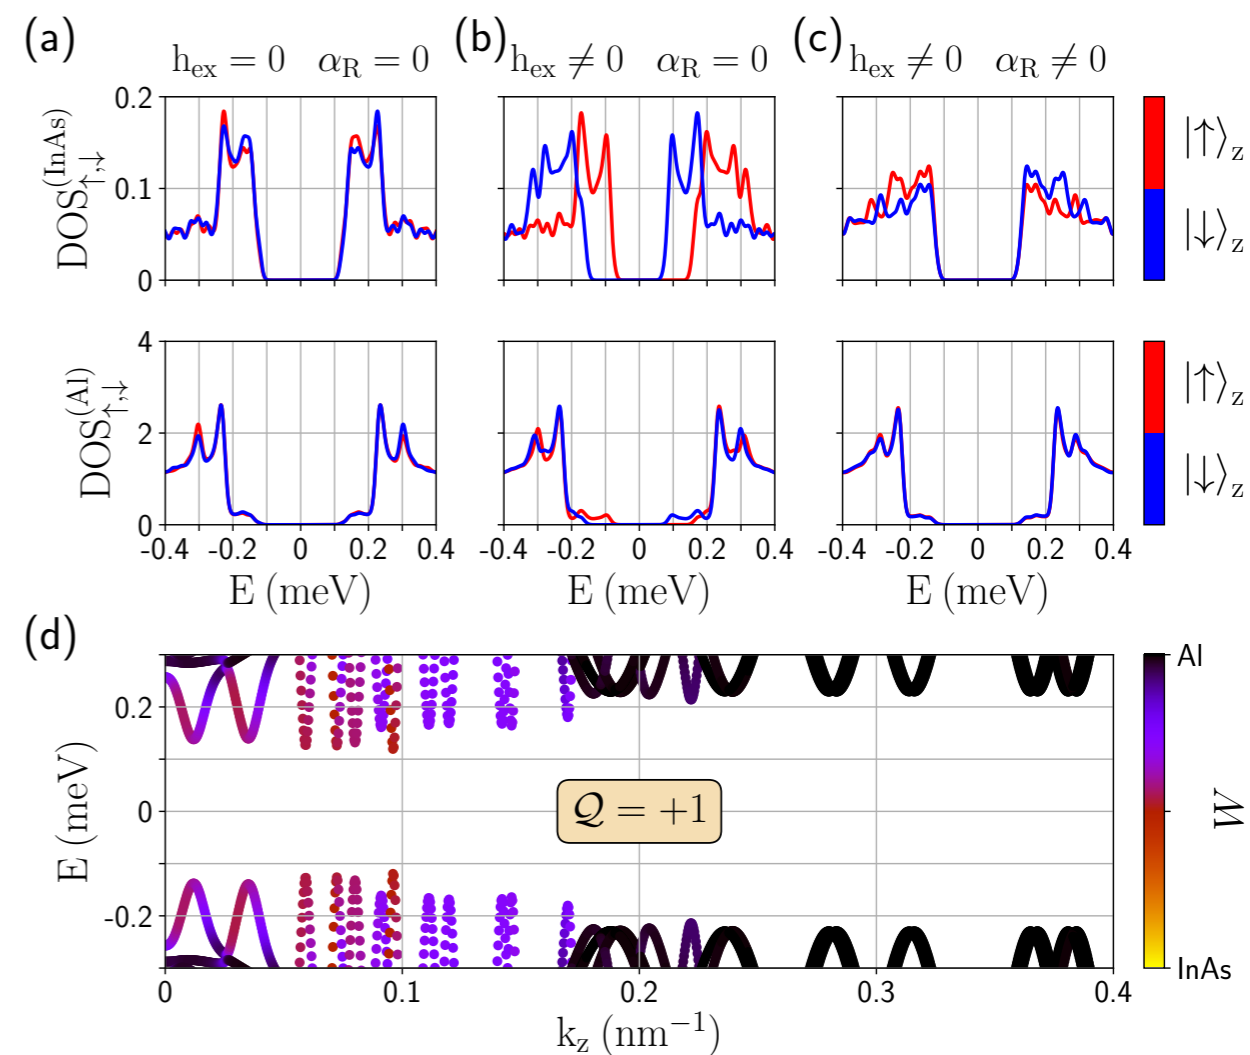 (a) (b) (c)
h_ex = 0 α_R = 0 h_ex ≠ 0 α_R = 0 h_ex ≠ 0 α_R ≠ 0
DOS^(InAs)_↑,↓
0.2
0.1
0
|↑⟩_z
|↓⟩_z
DOS^(Al)_↑,↓
4
2
0
|↑⟩_z
|↓⟩_z
-0.4 -0.2 0 0.2 0.4 -0.4 -0.2 0 0.2 0.4 -0.4 -0.2 0 0.2 0.4
E (meV) E (meV) E (meV)
(d)
E (meV)
0.2
0
-0.2
Q = +1
Al
W
InAs
0 0.1 0.2 0.3 0.4
k_z (nm⁻¹)